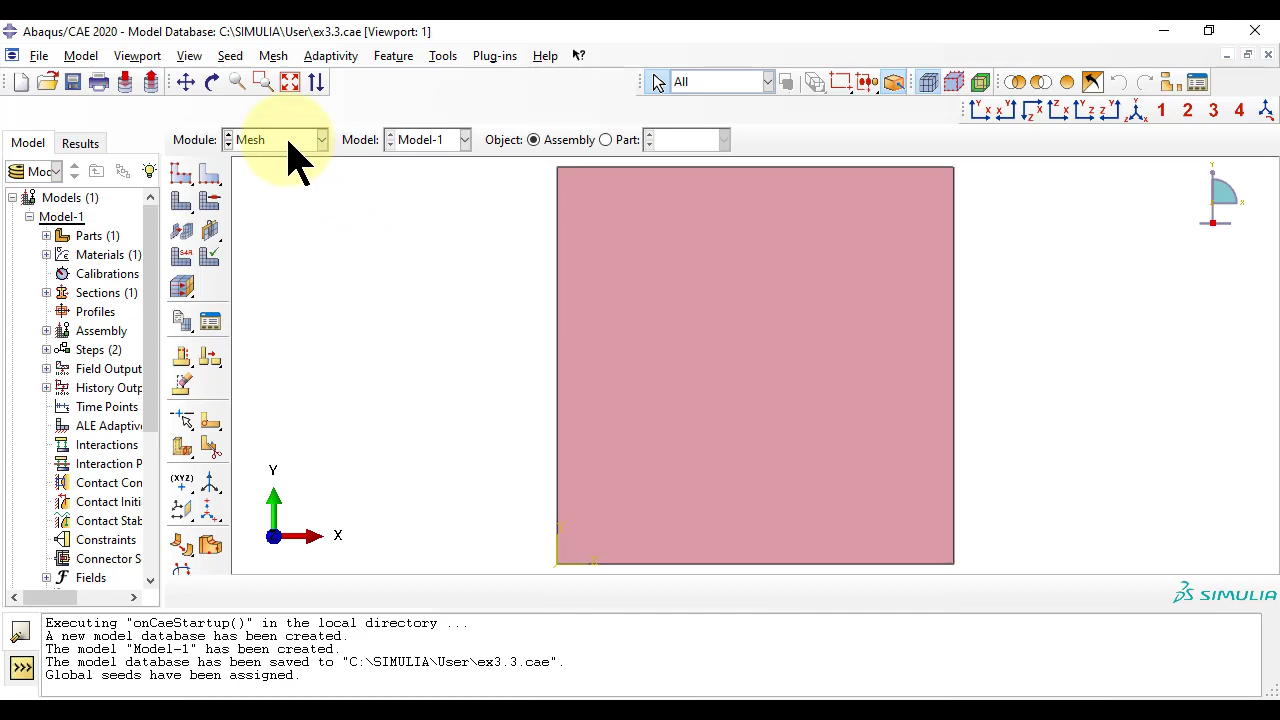 Abaqus/CAE 2020 - Model Database: C:\SIMULIA\User\ex3.3.cae [Viewport: 1]
File Model Viewport View Seed Mesh Adaptivity Feature Tools Plug-ins Help
All
1 2 3 4
Model Results
Module: Mesh Model: Model-1 Object: Assembly Part:
Mod
Models (1)
Model-1
Parts (1)
Materials (1)
Calibrations
Sections (1)
Profiles
Assembly
Steps (2)
Field Output
History Outp
Time Points
ALE Adaptive
Interactions
Interaction P
Contact Con
Contact Initi
Contact Stab
Constraints
Connector S
Fields
S4R
(XYZ)
Y
X
Y
X
SIMULIA
Executing "onCaeStartup()" in the local directory ...
A new model database has been created.
The model "Model-1" has been created.
The model database has been saved to "C:\SIMULIA\User\ex3.3.cae".
Global seeds have been assigned.
>>>